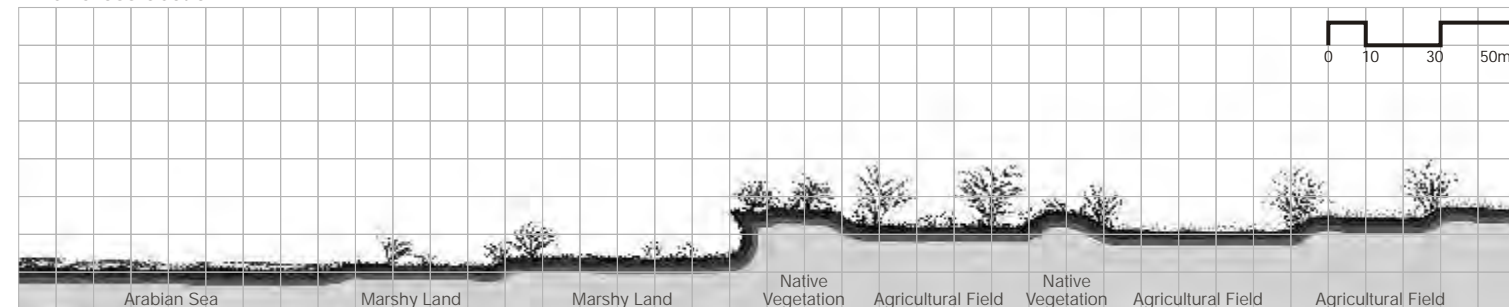 0 10 30 50m
Arabian Sea
Marshy Land
Marshy Land
Native
Vegetation
Agricultural Field
Native
Vegetation
Agricultural Field
Agricultural Field